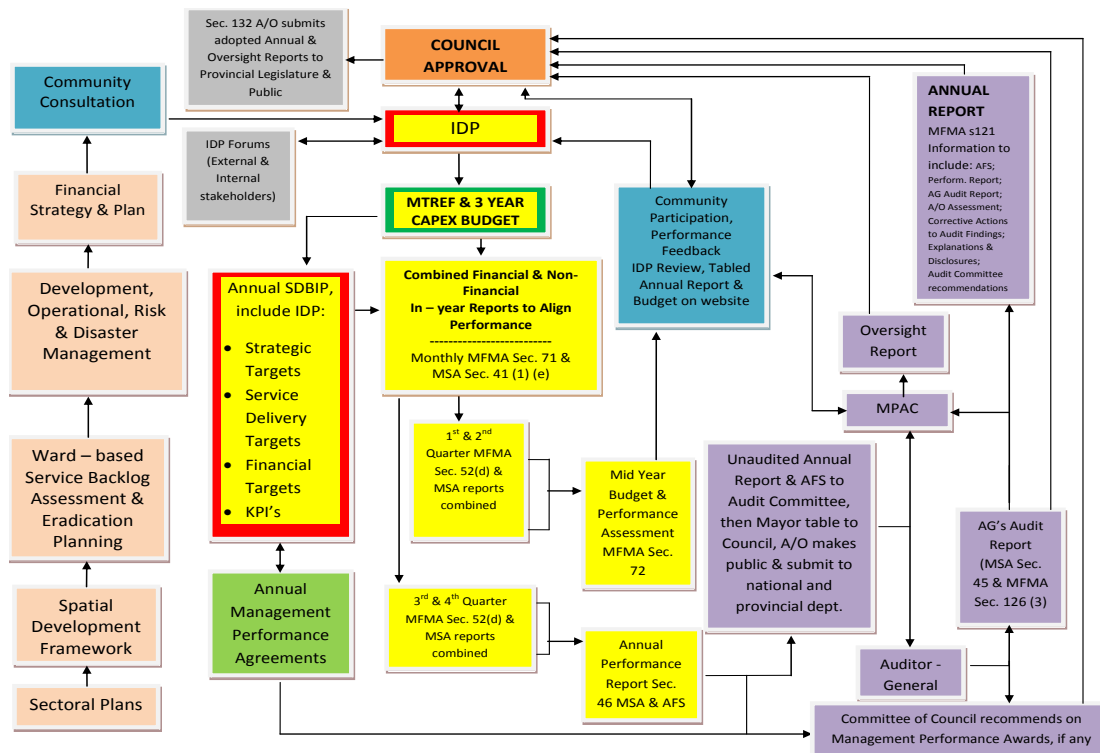 Sec. 132 A/O submits
adopted Annual &
Oversight Reports to
Provincial Legislature &
Public
COUNCIL
APPROVAL
Community
Consultation
ANNUAL
REPORT
MFMA s121
Information to
include: AFS;
Perform. Report;
AG Audit Report;
A/O Assessment;
Corrective Actions
to Audit Findings;
Explanations &
Disclosures;
Audit Committee
recommendations
IDP
IDP Forums
(External &
Internal
stakeholders)
Financial
Strategy & Plan
MTREF & 3 YEAR
CAPEX BUDGET
Community
Participation,
Performance
Feedback
IDP Review, Tabled
Annual Report &
Budget on website
Development,
Operational, Risk
& Disaster
Management
Annual SDBIP,
include IDP:
• Strategic
Targets
• Service
Delivery
Targets
• Financial
Targets
• KPI's
Combined Financial & Non-
Financial
In – year Reports to Align
Performance
----------------------------
Monthly MFMA Sec. 71 &
MSA Sec. 41 (1) (e)
Oversight
Report
MPAC
Ward – based
Service Backlog
Assessment &
Eradication
Planning
1st & 2nd
Quarter MFMA
Sec. 52(d) &
MSA reports
combined
Mid Year
Budget &
Performance
Assessment
MFMA Sec.
72
Unaudited Annual
Report & AFS to
Audit Committee,
then Mayor table to
Council, A/O makes
public & submit to
national and
provincial dept.
AG's Audit
Report
(MSA Sec.
45 & MFMA
Sec. 126 (3)
Spatial
Development
Framework
Annual
Management
Performance
Agreements
3rd & 4th Quarter
MFMA Sec. 52(d) &
MSA reports
combined
Annual
Performance
Report Sec.
46 MSA & AFS
Auditor -
General
Sectoral Plans
Committee of Council recommends on
Management Performance Awards, if any